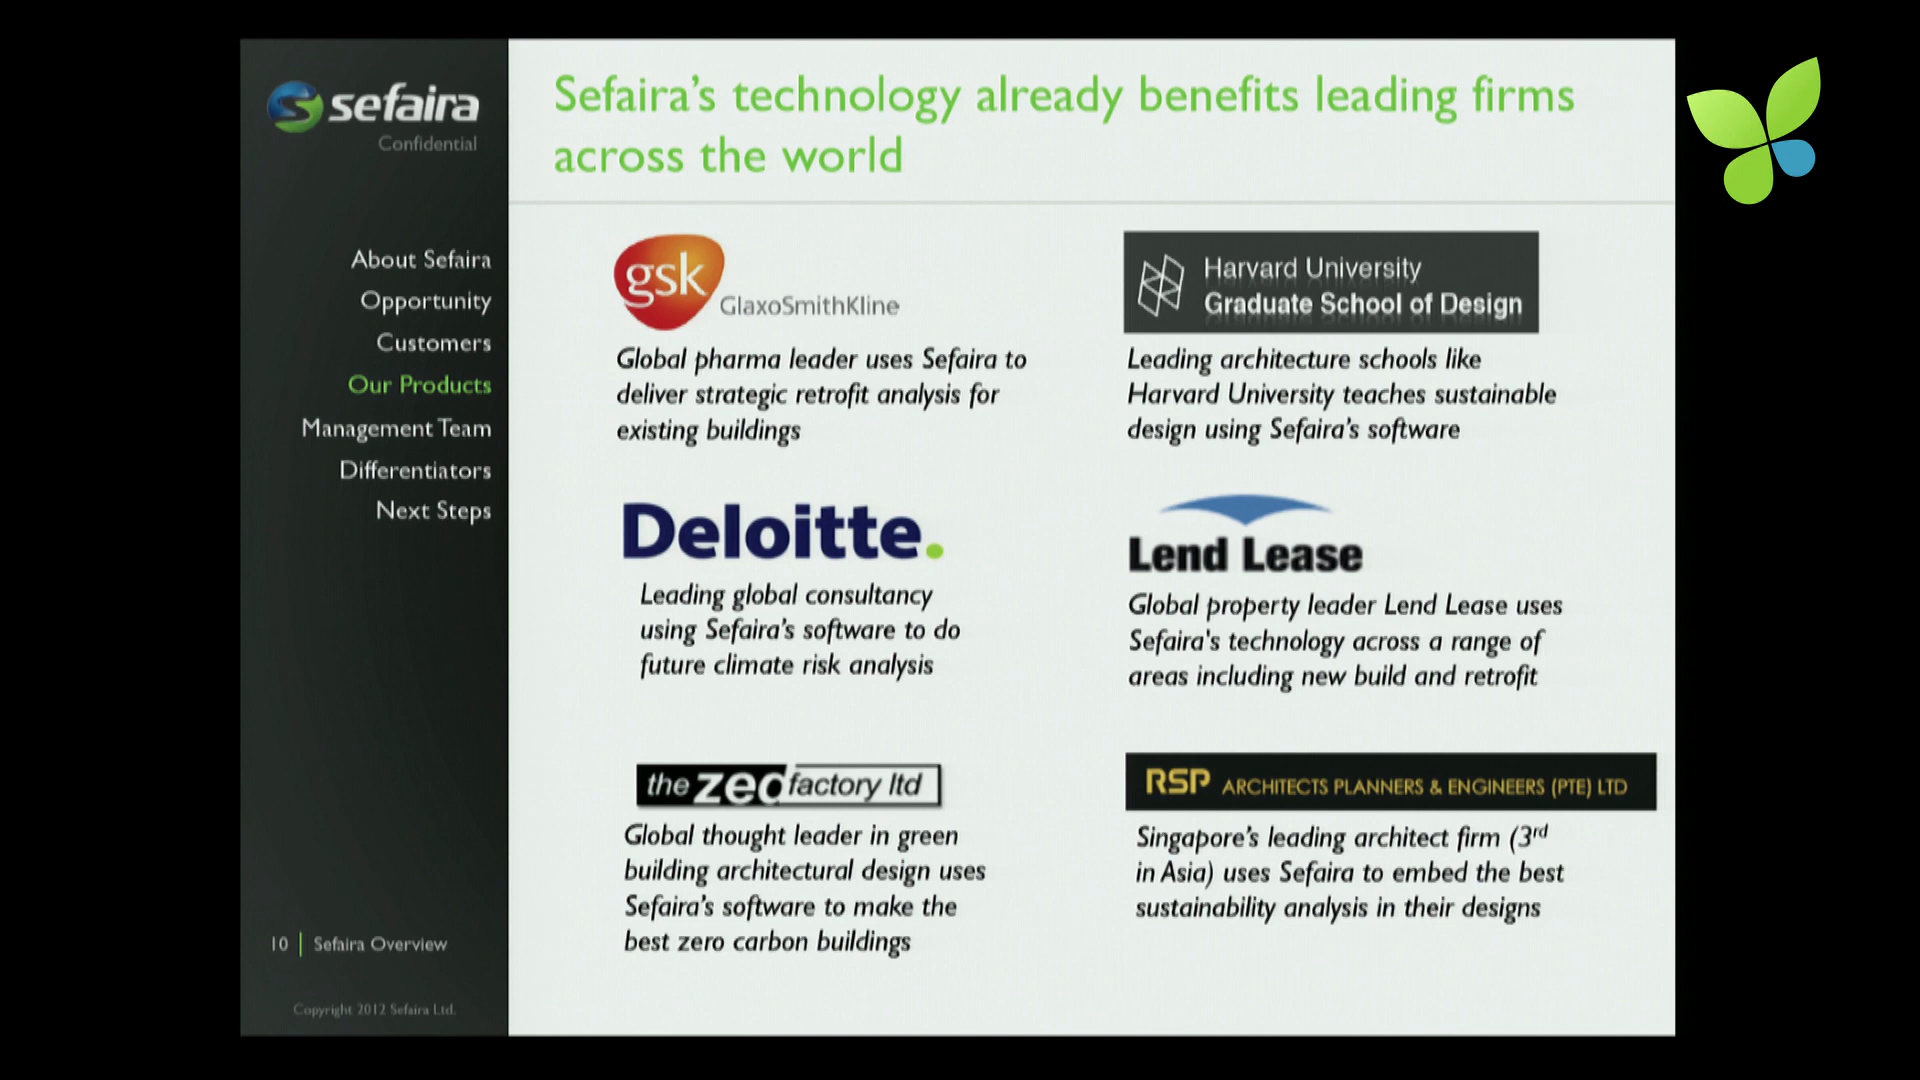 sefaira
Confidential
About Sefaira
Opportunity
Customers
Our Products
Management Team
Differentiators
Next Steps
10 | Sefaira Overview
Copyright 2012 Sefaira Ltd.
Sefaira's technology already benefits leading firms
across the world
gsk
GlaxoSmithKline
Global pharma leader uses Sefaira to
deliver strategic retrofit analysis for
existing buildings
Harvard University
Graduate School of Design
Leading architecture schools like
Harvard University teaches sustainable
design using Sefaira's software
Deloitte.
Leading global consultancy
using Sefaira's software to do
future climate risk analysis
Lend Lease
Global property leader Lend Lease uses
Sefaira's technology across a range of
areas including new build and retrofit
the zed factory ltd
Global thought leader in green
building architectural design uses
Sefaira's software to make the
best zero carbon buildings
RSP ARCHITECTS PLANNERS & ENGINEERS (PTE) LTD
Singapore's leading architect firm (3rd
in Asia) uses Sefaira to embed the best
sustainability analysis in their designs